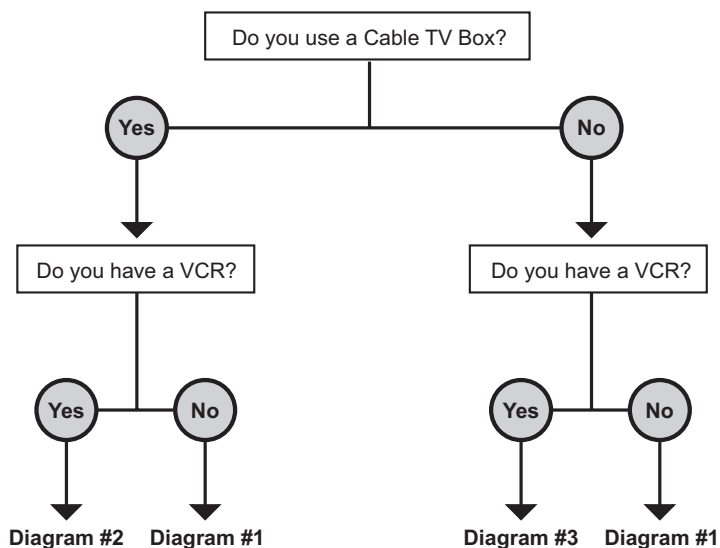 Do you use a Cable TV Box?
Yes
No
Do you have a VCR?
Do you have a VCR?
Yes
No
Yes
No
Diagram #2
Diagram #1
Diagram #3
Diagram #1